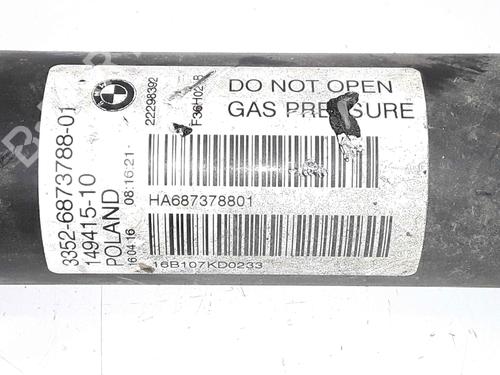 DO NOT OPEN
GAS PRESSURE
HA687378801
16B107KD0233
22298392
3352-6873788-01
149415-10
POLAND
16:04:16 08:16:21-